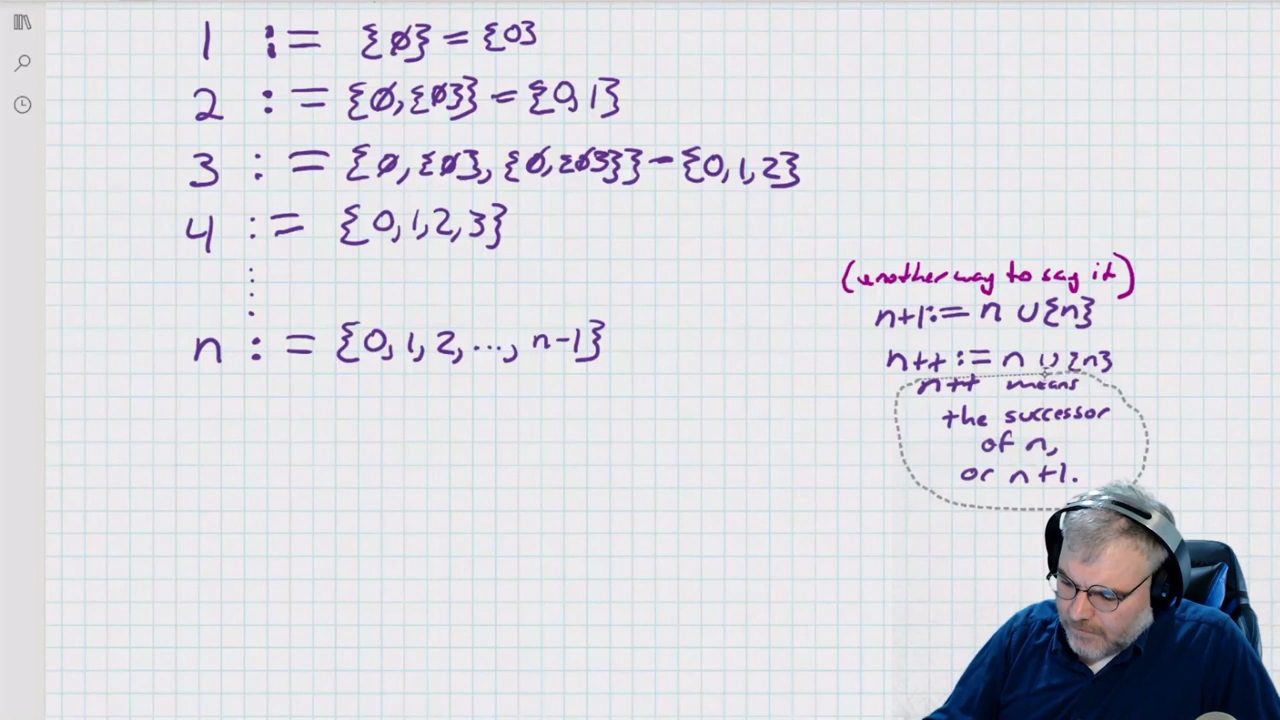 1 := {∅} = {0}
2 := {∅,{∅}} = {0,1}
3 := {∅,{∅},{∅,{∅}}} = {0,1,2}
4 := {0,1,2,3}
⋮
n := {0,1,2,..., n-1}
(another way to say it)
n+1 := n ∪ {n}
n++ := n ∪ {n}
n++ means
the successor
of n,
or n+1.